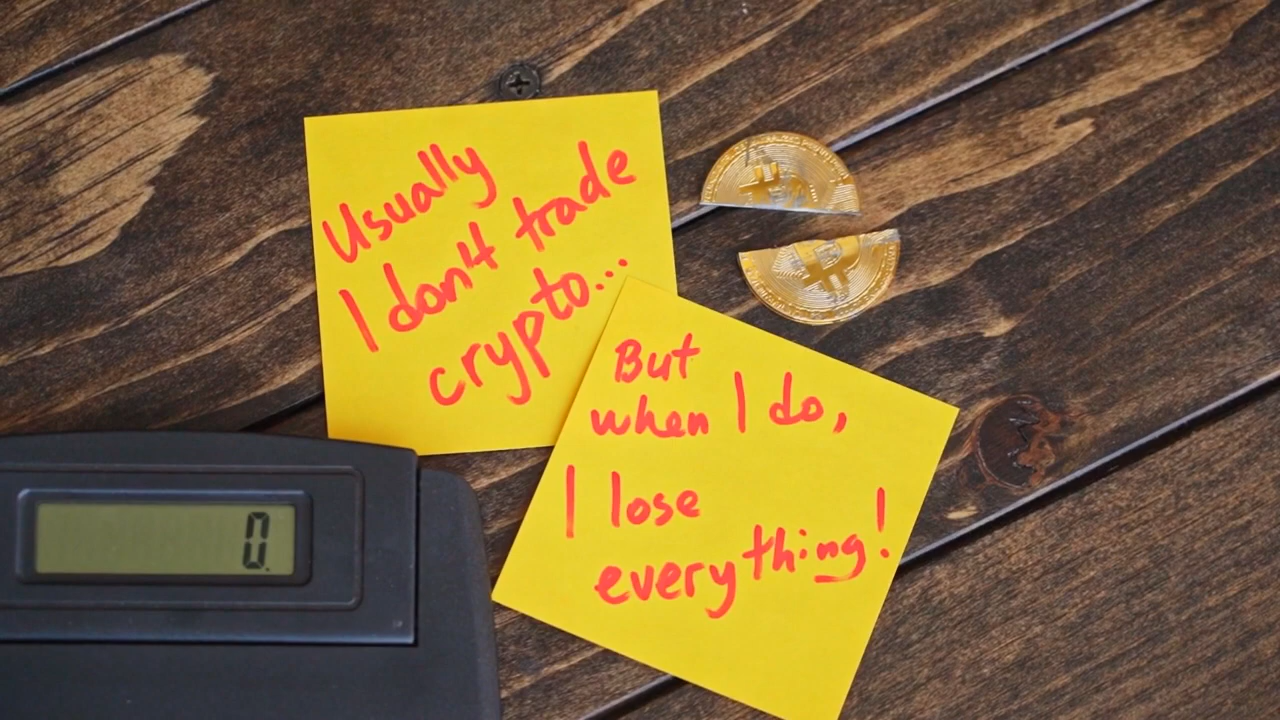 Usually
I don't trade
crypto...
But
when I do,
I lose
everything!
0.